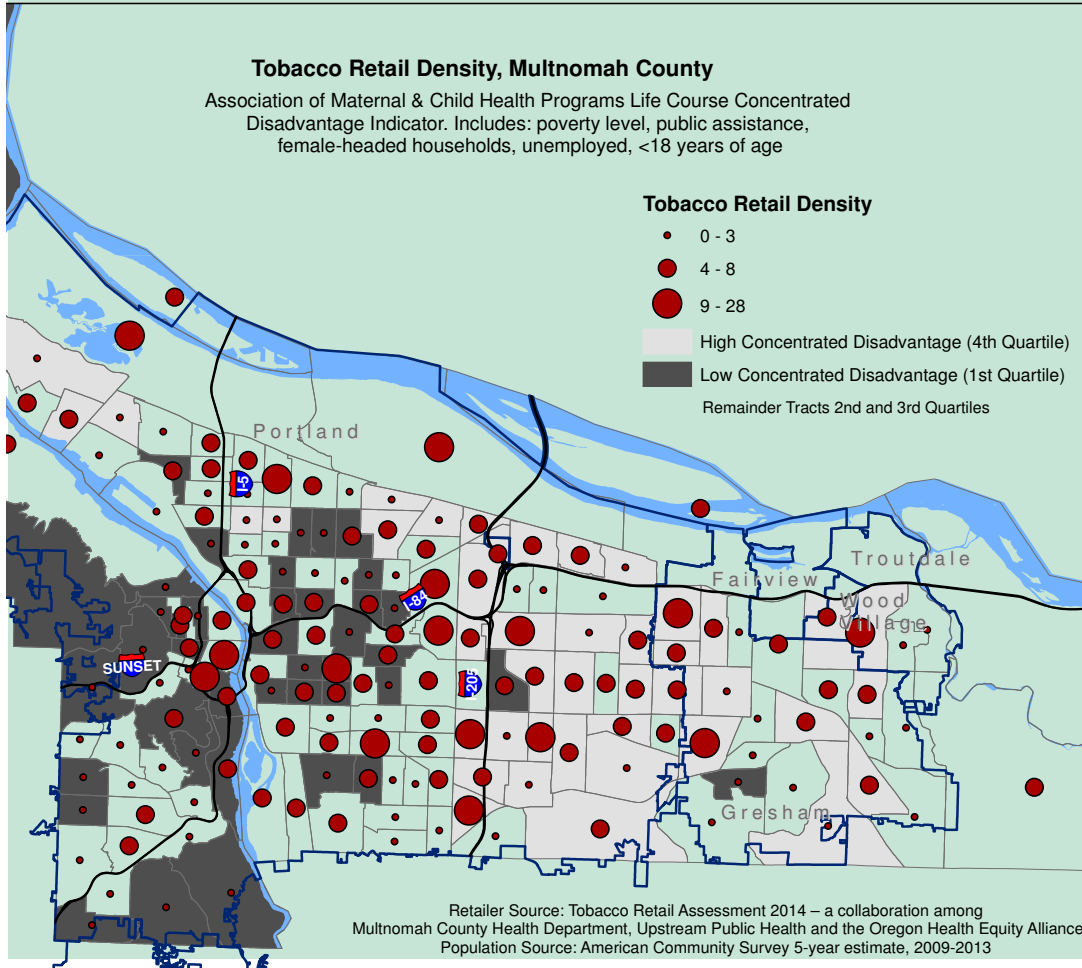 Tobacco Retail Density, Multnomah County
Association of Maternal & Child Health Programs Life Course Concentrated
Disadvantage Indicator. Includes: poverty level, public assistance,
female-headed households, unemployed, <18 years of age
Tobacco Retail Density
0 - 3
4 - 8
9 - 28
High Concentrated Disadvantage (4th Quartile)
Low Concentrated Disadvantage (1st Quartile)
Remainder Tracts 2nd and 3rd Quartiles
Portland
I-5
Troutdale
Fairview
I-84
Wood
Village
SUNSET
I-205
Gresham
Retailer Source: Tobacco Retail Assessment 2014 – a collaboration among
Multnomah County Health Department, Upstream Public Health and the Oregon Health Equity Alliance
Population Source: American Community Survey 5-year estimate, 2009-2013